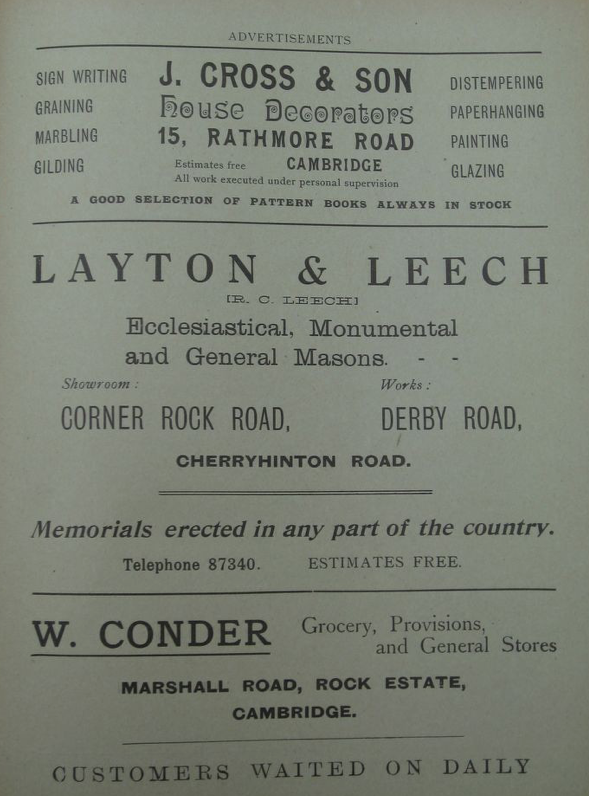 ADVERTISEMENTS
SIGN WRITING
GRAINING
MARBLING
GILDING
J. CROSS & SON
House Decorators
15, RATHMORE ROAD
Estimates free CAMBRIDGE
All work executed under personal supervision
DISTEMPERING
PAPERHANGING
PAINTING
GLAZING
A GOOD SELECTION OF PATTERN BOOKS ALWAYS IN STOCK
LAYTON & LEECH
[R. C. LEECH]
Ecclesiastical, Monumental
and General Masons. - -
Showroom :
CORNER ROCK ROAD,
Works :
DERBY ROAD,
CHERRYHINTON ROAD.
Memorials erected in any part of the country.
Telephone 87340. ESTIMATES FREE.
W. CONDER
Grocery, Provisions,
and General Stores
MARSHALL ROAD, ROCK ESTATE,
CAMBRIDGE.
CUSTOMERS WAITED ON DAILY